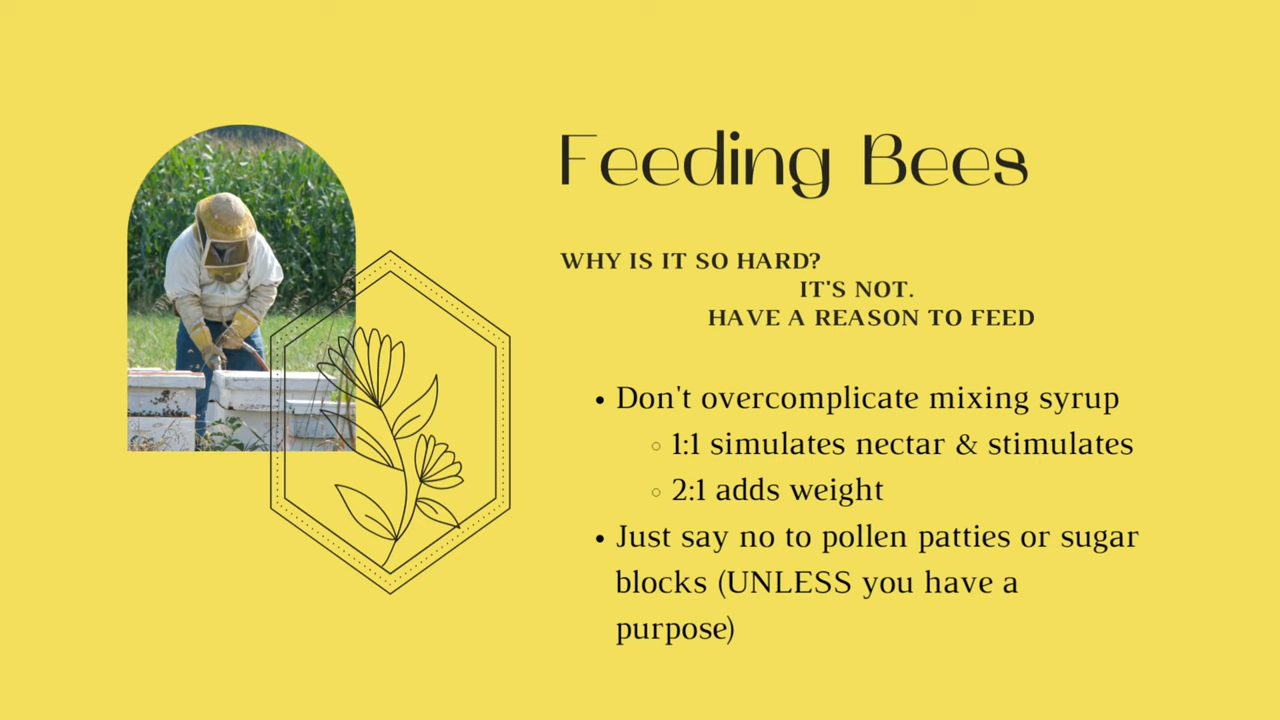 Feeding Bees
WHY IS IT SO HARD?
IT'S NOT.
HAVE A REASON TO FEED
• Don't overcomplicate mixing syrup
◦ 1:1 simulates nectar & stimulates
◦ 2:1 adds weight
• Just say no to pollen patties or sugar
blocks (UNLESS you have a
purpose)